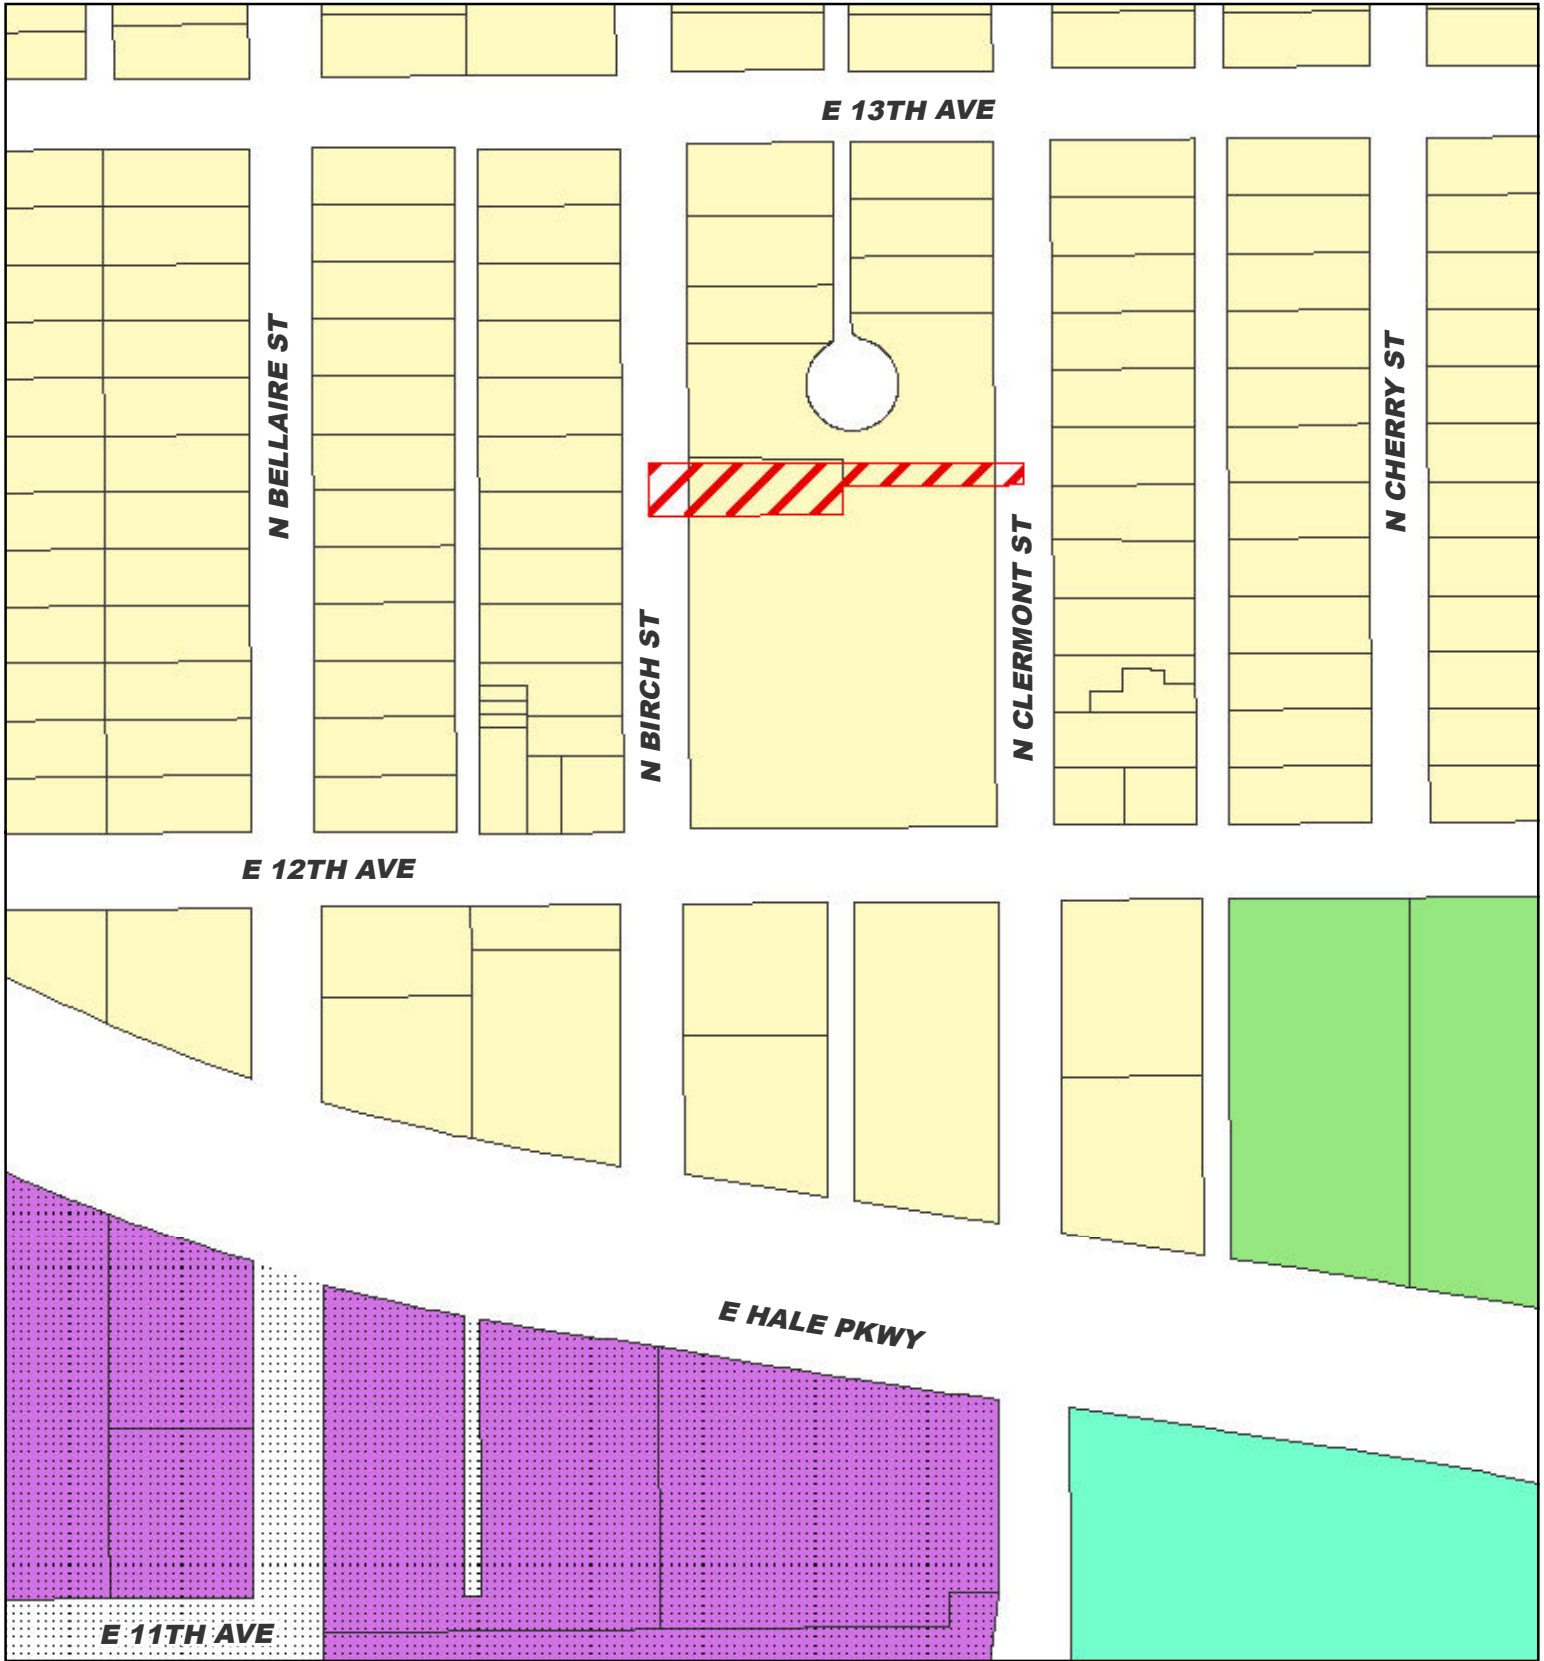 E 13TH AVE
N BELLAIRE ST
N CHERRY ST
N CLERMONT ST
N BIRCH ST
E 12TH AVE
E HALE PKWY
E 11TH AVE